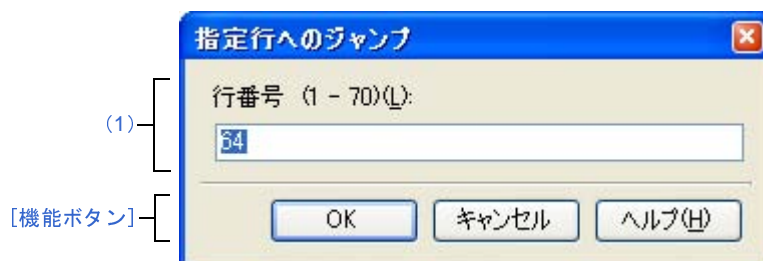 指定行へのジャンプ
(1)
行番号 (1 - 70)(L):
64
[機能ボタン]
OK キャンセル ヘルプ(H)